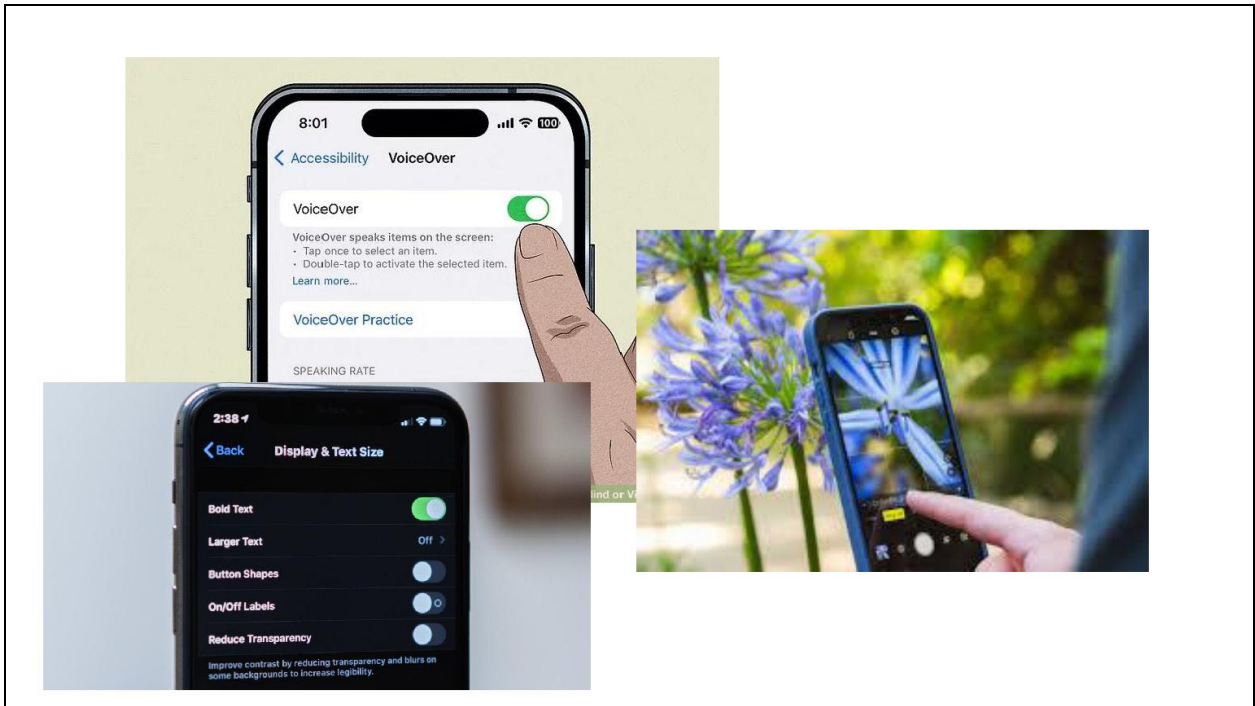 8:01
100
Accessibility VoiceOver
VoiceOver
VoiceOver speaks items on the screen:
• Tap once to select an item.
• Double-tap to activate the selected item.
Learn more...
VoiceOver Practice
SPEAKING RATE
lind or Vi
2:38
Back Display & Text Size
Bold Text
Larger Text Off
Button Shapes
On/Off Labels
Reduce Transparency
Improve contrast by reducing transparency and blurs on
some backgrounds to increase legibility.